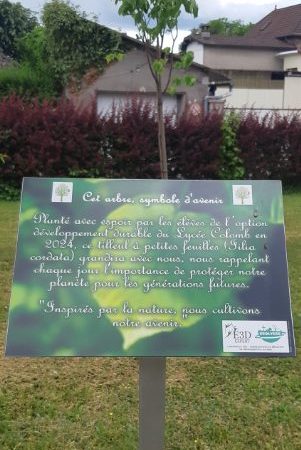 Cet arbre, symbole d'avenir
Planté avec espoir par les élèves de l'option
développement durable du Lycée Colomb en
2024, ce tilleul à petites feuilles (Tilia
cordata) grandira avec nous, nous rappelant
chaque jour l'importance de protéger notre
planète pour les générations futures.
"Inspirés par la nature, nous cultivons
notre avenir."
E3D